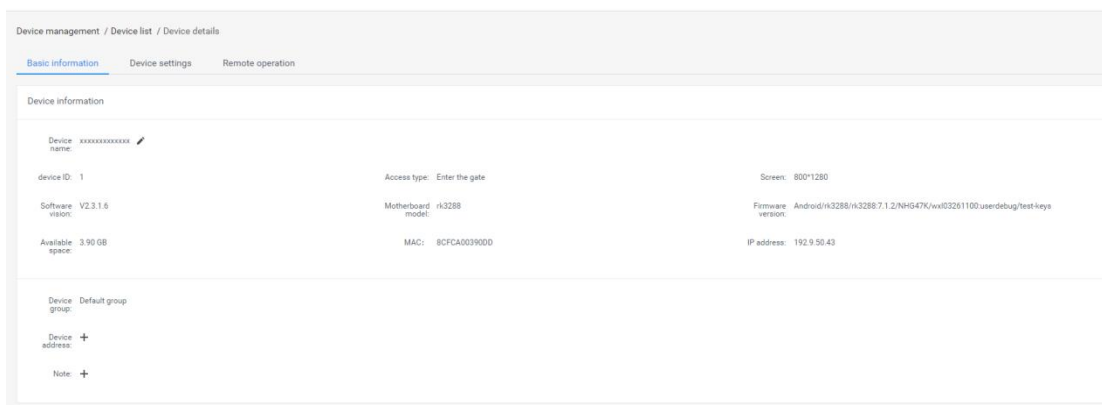 Device management / Device list / Device details
Basic information Device settings Remote operation
Device information
Device name: xxxxxxxxxxxxx
device ID: 1 Access type: Enter the gate Screen: 800*1280
Software vision: V2.3.1.6 Motherboard model: rk3288 Firmware version: Android/rk3288/rk3288:7.1.2/NHG47K/wxl03261100:userdebug/test-keys
Available space: 3.90 GB MAC: 8CFCA00390DD IP address: 192.9.50.43
Device group: Default group
Device address: +
Note: +